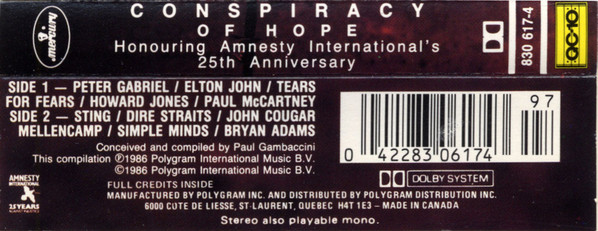 CONSPIRACY
OF HOPE
Honouring Amnesty International's
25th Anniversary
mercury
DOLBY
830 617-4
SIDE 1 — PETER GABRIEL / ELTON JOHN / TEARS
FOR FEARS / HOWARD JONES / PAUL McCARTNEY
SIDE 2 — STING / DIRE STRAITS / JOHN COUGAR
MELLENCAMP / SIMPLE MINDS / BRYAN ADAMS
Conceived and compiled by Paul Gambaccini
This compilation ℗1986 Polygram International Music B.V.
©1986 Polygram International Music B.V.
AMNESTY
INTERNATIONAL
25 YEARS
FULL CREDITS INSIDE
MANUFACTURED BY POLYGRAM INC. AND DISTRIBUTED BY POLYGRAM DISTRIBUTION INC.
6000 CUTE DE LIESSE, ST-LAURENT, QUEBEC H4T 1E3 – MADE IN CANADA
Stereo also playable mono.
97
0 42283 06174 1
DOLBY SYSTEM